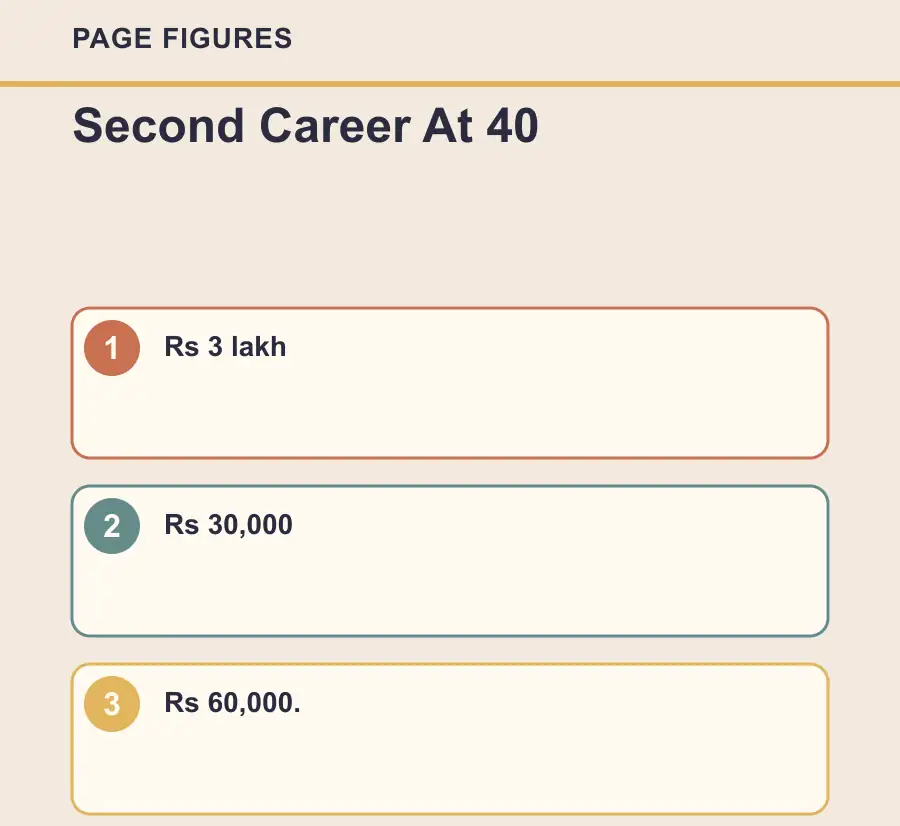 PAGE FIGURES
Second Career At 40
1
Rs 3 lakh
2
Rs 30,000
3
Rs 60,000.